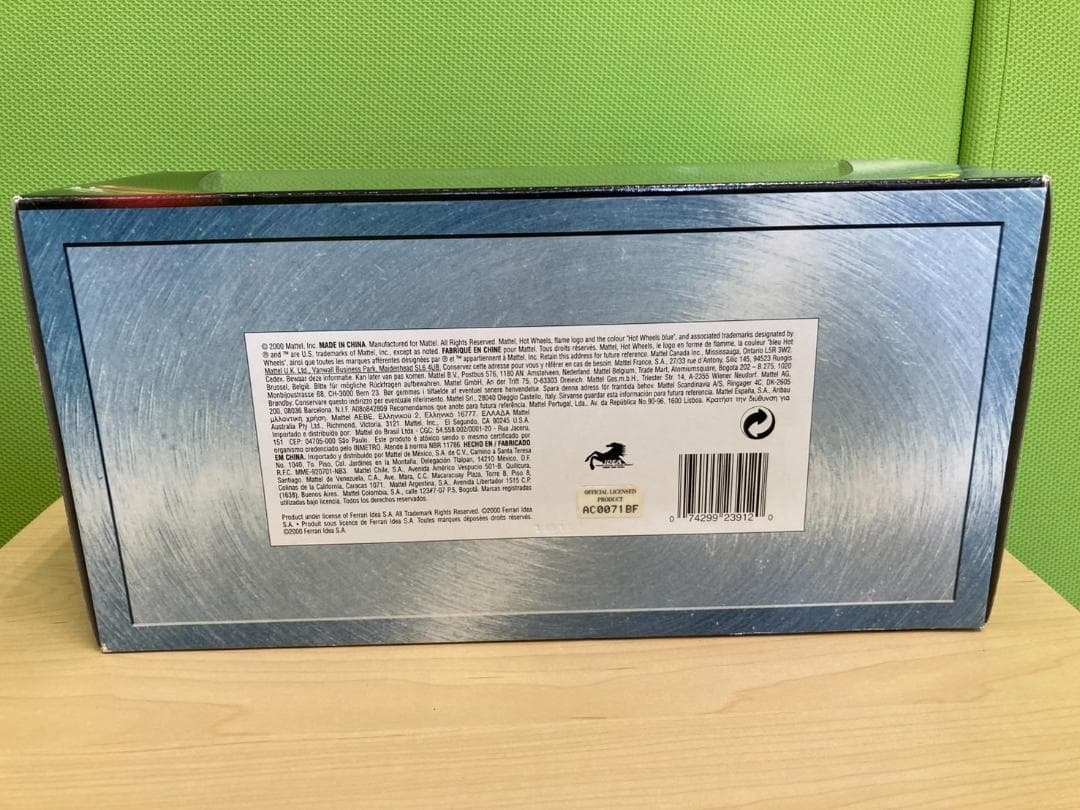 © 2000 Mattel, Inc. MADE IN CHINA. Manufactured for Mattel. All Rights Reserved. Mattel, Hot Wheels, flame logo and the colour "Hot Wheels blue", and associated trademarks designated by
® and ™ are U.S. trademarks of Mattel, Inc., except as noted. FABRIQUÉ EN CHINE pour Mattel. Tous droits réservés. Mattel, Hot Wheels, le logo en forme de flamme, la couleur "bleu Hot
Wheels" ainsi que toutes les marques afférentes désignées par ® et ™ appartiennent à Mattel, Inc. Retain this address for future reference. Mattel Canada Inc., Mississauga, Ontario L5R 3W2.
Mattel U.K. Ltd., Vanwall Business Park, Maidenhead SL6 4UB. Conservez cette adresse pour vous y référer en cas de besoin. Mattel France, S.A., 27/33 rue d'Antony, Silic 145, 94523 Rungis
Cedex. Bewaar deze informatie. Kan later van pas komen. Mattel B.V., Postbus 576, 1180 AN Amstelveen, Nederland. Mattel Belgium, Trade Mart, Atomiumsquare, Bogota 202 - B 275, 1020
Brussel, België. Bitte für mögliche Rückfragen aufbewahren. Mattel GmbH, An der Trift 75, D-63303 Dreieich. Mattel Ges.m.b.H., Triester Str. 14, A-2355 Wiener Neudorf. Mattel AG,
Monbijoustrasse 68, CH-3000 Bern 23. Bør gemmes i tilfælde af eventuel senere henvendelse. Spara denna adress för framtida behov. Mattel Scandinavia A/S, Ringager 4C, DK-2605
Brøndby. Conservare questo indirizzo per eventuale riferimento. Mattel Srl., 28040 Oleggio Castello, Italy. Sírvanse guardar esta información para futura referencia. Mattel España, S.A., Aribau
200, 08036 Barcelona. N.I.F. A08842809 Recomendamos que anote para futura referência. Mattel Portugal, Lda., Av. da República No.90-96, 1600 Lisboa. Κρατήστε την διεύθυνση για
μελλοντική χρήση. Mattel AEBE, Ελληνικού 2, Ελληνικό 16777, ΕΛΛΑΔΑ Mattel
Australia Pty Ltd., Richmond, Victoria, 3121. Mattel, Inc., El Segundo, CA 90245 U.S.A.
Importado e distribuido por: Mattel do Brasil Ltda - CGC: 54.558.002/0001-20 - Rua Jaceru,
151 CEP: 04705-000 São Paulo. Este produto é atóxico sendo o mesmo certificado por
organismo credenciado pelo INMETRO. Atende à norma NBR 11786. HECHO EN / FABRICADO
EM CHINA. Importado y distribuido por Mattel de México, S.A. de C.V., Camino a Santa Teresa
No. 1040, 7o. Piso, Col. Jardines en la Montaña, Delegación Tlalpan, 14210 México, D.F.
R.F.C. MME-920701-NB3. Mattel Chile, S.A., Avenida Américo Vespucio 501-B, Quilicura,
Santiago. Mattel de Venezuela, C.A., Ave. Mara, C.C. Macaracuay Plaza, Torre B, Piso 8,
Colinas de la California, Caracas 1071. Mattel Argentina, S.A., Avenida Libertador 1515 C.P.
(1638), Buenos Aires. Mattel Colombia, S.A., calle 123#7-07 P.5, Bogotá. Marcas registradas
utilizadas bajo licencia. Todos los derechos reservados.
Product under license of Ferrari Idea S.A. All Trademark Rights Reserved. ©2000 Ferrari Idea
S.A. • Produit sous licence de Ferrari Idea S.A. Toutes marques déposées droits réservés.
©2000 Ferrari Idea S.A.
IDEA
OFFICIAL LICENSED
PRODUCT
AC0071BF
0 74299 23912 0